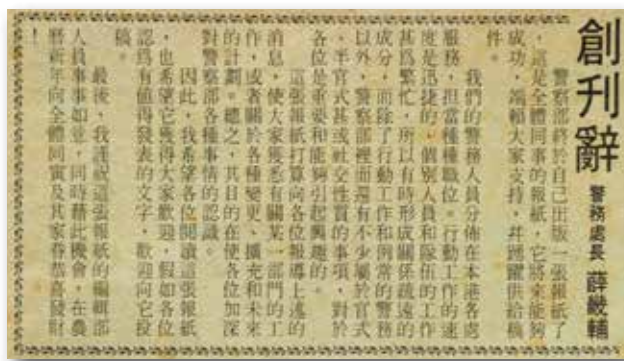 創刊辭
警務處長 薛畿輔
警察部終於自己出版一張報紙了
，這是全體同事的報紙，它將來能夠
成功，端賴大家支持，幷踴躍供給稿
件。
我們的警務人員分佈在本港各處
服務，担當種種職位。行動工作的速
度是迅捷的，個別人員和隊伍的工作
甚爲繁忙，所以有時形成關係疏遠的
成分，而除了行動工作和例常的警務
以外，警察部裡面還有不少屬於官式
、半官式甚或社交性質的事項，對於
各位是重要和能夠引起興趣的。
這張報紙打算向各位報導上述的
消息，使大家獲悉有關某一部門的工
作，或者關於各種變更、擴充和未來
的計劃。總之，其目的在使各位加深
對警察部各種事情的認識。
因此，我希望各位閱讀這張報紙
，也希望它獲得大家歡迎，假如各位
認爲有值得發表的文字，歡迎向它投
稿。
最後，我謹祝這張報紙的編輯部
人員事事如意，同時藉此機會，在農
曆新年向全體同寅及其家眷恭喜發財
！